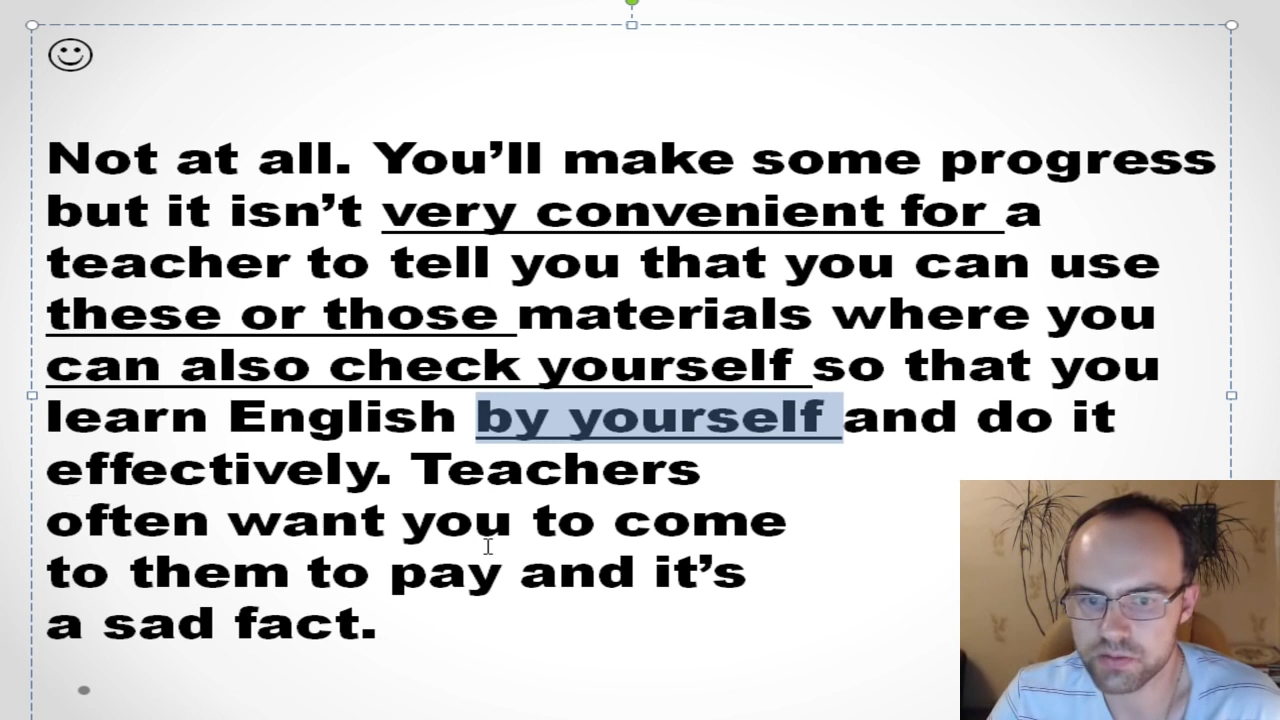 Not at all. You’ll make some progress
but it isn’t very convenient for a
teacher to tell you that you can use
these or those materials where you
can also check yourself so that you
learn English by yourself and do it
effectively. Teachers
often want you to come
to them to pay and it’s
a sad fact.